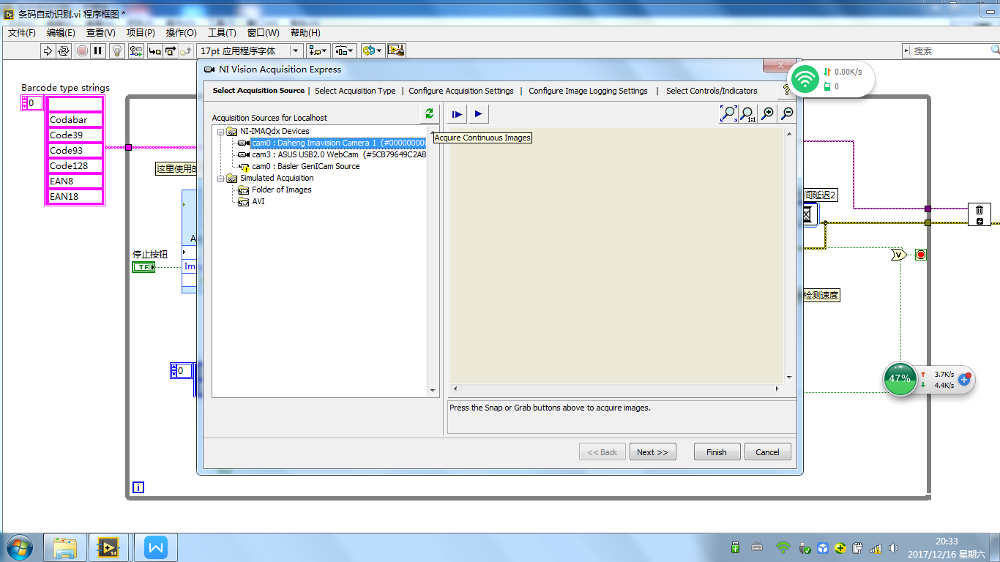 条码自动识别.vi 程序框图 *
文件(F) 编辑(E) 查看(V) 项目(P) 操作(O) 工具(T) 窗口(W) 帮助(H)
17pt 应用程序字体
搜索
NI Vision Acquisition Express
Select Acquisition Source | Select Acquisition Type | Configure Acquisition Settings | Configure Image Logging Settings | Select Controls/Indicators
?
0.00K/s
0
Barcode type strings
0
Codabar
Code39
Code93
Code128
EAN8
EAN18
Acquisition Sources for Localhost
1:1
NI-IMAQdx Devices
cam0 : Daheng Imavision Camera 1 (#000000000
cam3 : ASUS USB2.0 WebCam (#5CB79649C2AB
cam0 : Basler GenICam Source
Simulated Acquisition
Folder of Images
AVI
Acquire Continuous Images
这里使用的
间延迟2
A
停止按钮
TF
Im
V
检测速度
0
47%
3.7K/s
4.4K/s
Press the Snap or Grab buttons above to acquire images.
<< Back
Next >>
Finish
Cancel
i
14
W
20:33
2017/12/16 星期六